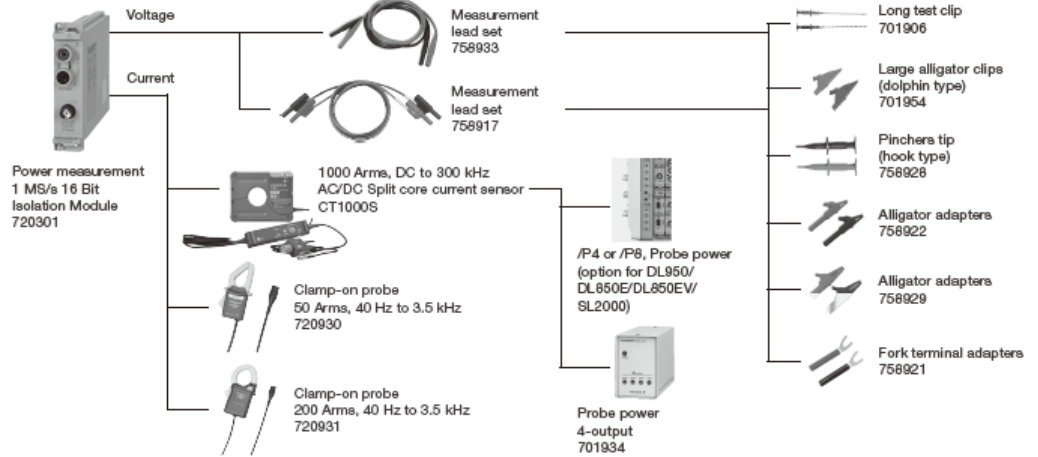 Voltage
Current
Power measurement
1 MS/s 16 Bit
Isolation Module
720301
Measurement
lead set
758933
Measurement
lead set
758917
1000 Arms, DC to 300 kHz
AC/DC Split core current sensor
CT1000S
Clamp-on probe
50 Arms, 40 Hz to 3.5 kHz
720930
Clamp-on probe
200 Arms, 40 Hz to 3.5 kHz
720931
/P4 or /P8, Probe power
(option for DL950/
DL850E/DL850EV/
SL2000)
Probe power
4-output
701934
Long test clip
701906
Large alligator clips
(dolphin type)
701954
Pinchers tip
(hook type)
758928
Alligator adapters
758922
Alligator adapters
758929
Fork terminal adapters
758921